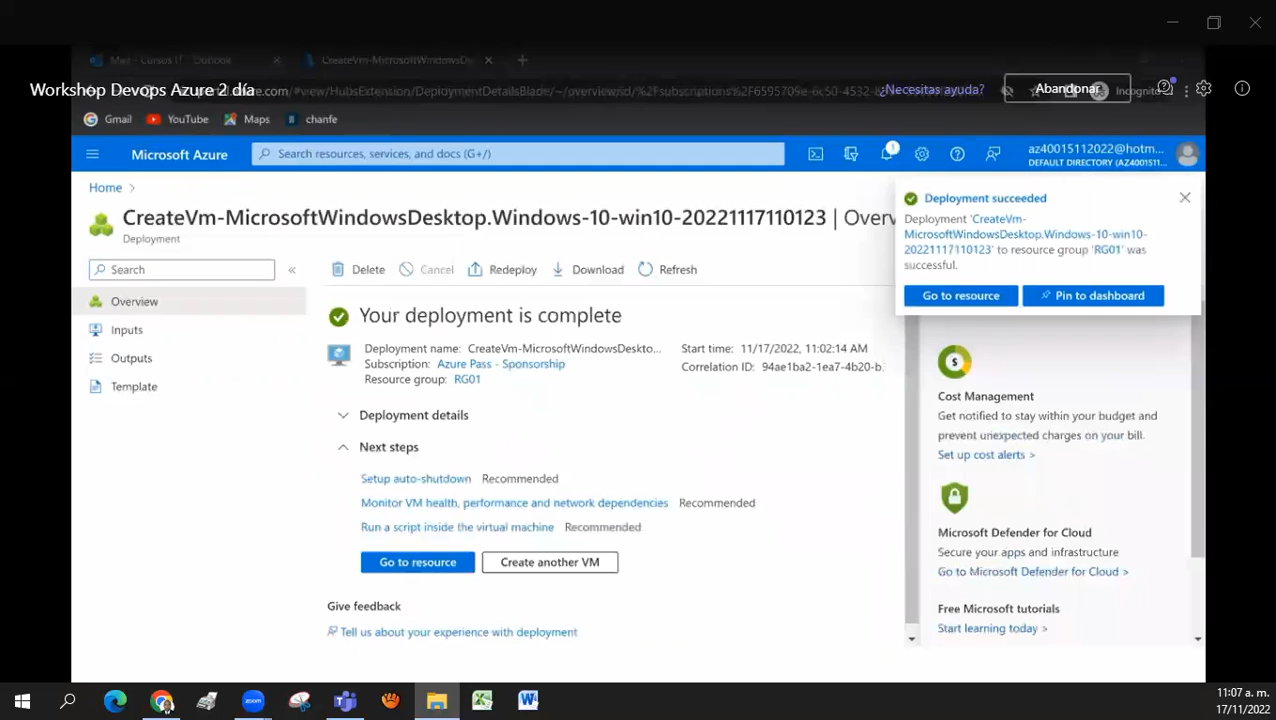 Mail - Cursos IT - Outlook
CreateVm-MicrosoftWindowsD
Workshop Devops Azure 2 día
¿Necesitas ayuda?
Abandonar
Incognito
Gmail
YouTube
Maps
chanfe
Microsoft Azure
Search resources, services, and docs (G+/)
1
az40015112022@hotm...
DEFAULT DIRECTORY (AZ4001511...
Home >
CreateVm-MicrosoftWindowsDesktop.Windows-10-win10-20221117110123 | Overv
Deployment
Search
«
Overview
Inputs
Outputs
Template
Delete
Cancel
Redeploy
Download
Refresh
Your deployment is complete
Deployment name: CreateVm-MicrosoftWindowsDeskto...
Subscription: Azure Pass - Sponsorship
Resource group: RG01
Start time: 11/17/2022, 11:02:14 AM
Correlation ID: 94ae1ba2-1ea7-4b20-b.
Deployment details
Next steps
Setup auto-shutdown Recommended
Monitor VM health, performance and network dependencies Recommended
Run a script inside the virtual machine Recommended
Go to resource
Create another VM
Give feedback
Tell us about your experience with deployment
Deployment succeeded
Deployment 'CreateVm-
MicrosoftWindowsDesktop.Windows-10-win10-
20221117110123' to resource group 'RG01' was
successful.
Go to resource
Pin to dashboard
Cost Management
Get notified to stay within your budget and
prevent unexpected charges on your bill.
Set up cost alerts >
Microsoft Defender for Cloud
Secure your apps and infrastructure
Go to Microsoft Defender for Cloud >
Free Microsoft tutorials
Start learning today >
11:07 a. m.
17/11/2022